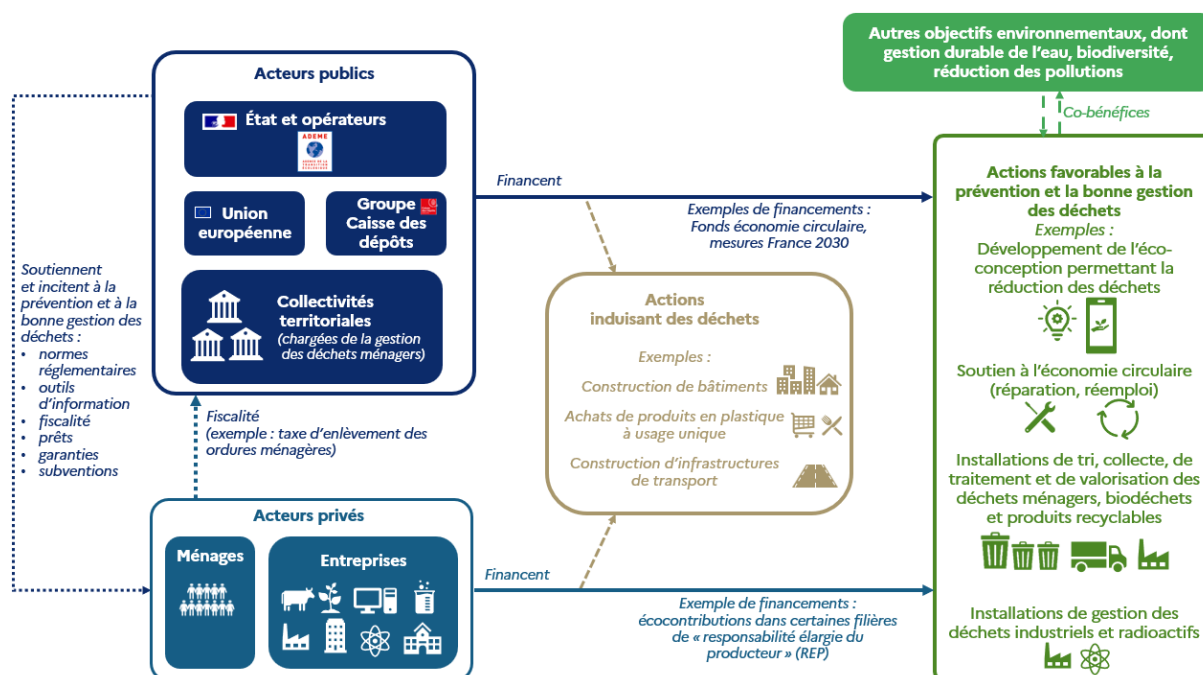 Autres objectifs environnementaux, dont
gestion durable de l'eau, biodiversité,
réduction des pollutions
Co-bénéfices
Acteurs publics
État et opérateurs
ADEME
Union
européenne
Groupe
Caisse des
dépôts
Collectivités
territoriales
(chargées de la gestion
des déchets ménagers)
Soutiennent
et incitent à la
prévention et à la
bonne gestion des
déchets :
• normes
réglementaires
• outils
d'information
• fiscalité
• prêts
• garanties
• subventions
Financent
Exemples de financements :
Fonds économie circulaire,
mesures France 2030
Fiscalité
(exemple : taxe d'enlèvement des
ordures ménagères)
Actions
induisant des déchets
Exemples :
Construction de bâtiments
Achats de produits en plastique
à usage unique
Construction d'infrastructures
de transport
Acteurs privés
Ménages
Entreprises
Financent
Exemple de financements :
écocontributions dans certaines filières
de « responsabilité élargie du
producteur » (REP)
Actions favorables à la
prévention et la bonne gestion
des déchets
Exemples :
Développement de l'éco-
conception permettant la
réduction des déchets
Soutien à l'économie circulaire
(réparation, réemploi)
Installations de tri, collecte, de
traitement et de valorisation des
déchets ménagers, biodéchets
et produits recyclables
Installations de gestion des
déchets industriels et radioactifs